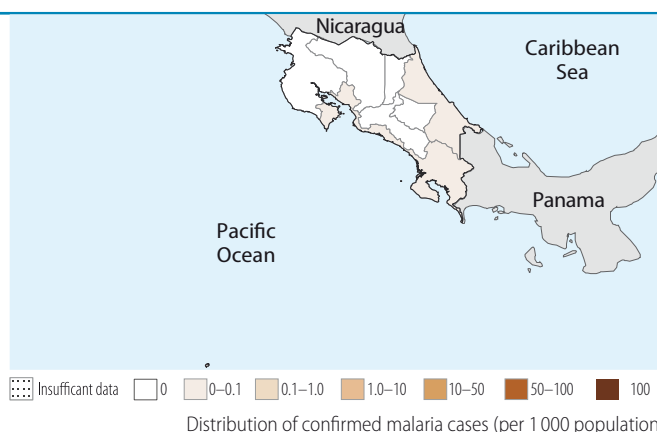 Nicaragua
Caribbean
Sea
Panama
Pacific
Ocean
Insufficant data 0 0–0.1 0.1–1.0 1.0–10 10–50 50–100 100
Distribution of confirmed malaria cases (per 1 000 population